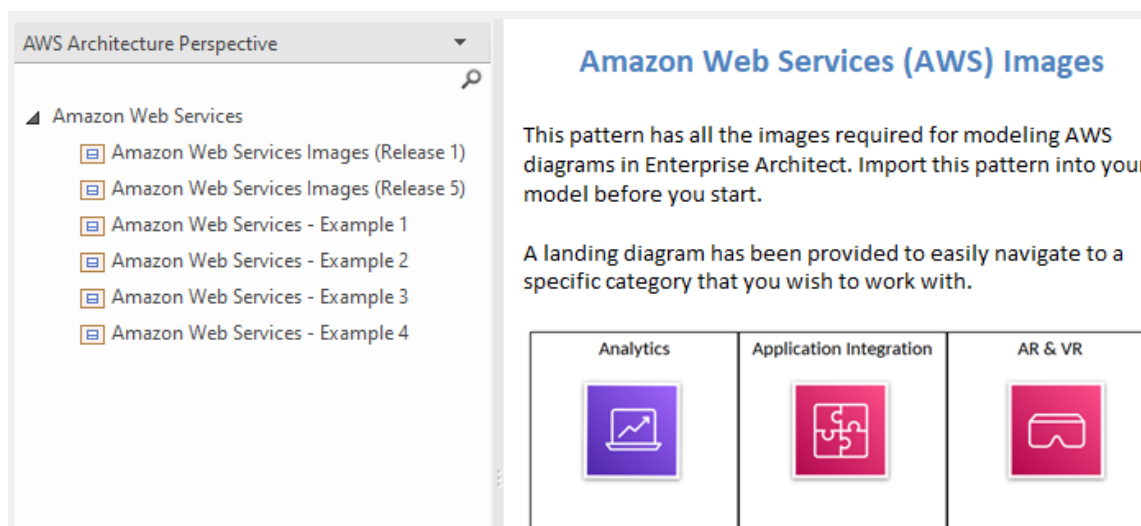 AWS Architecture Perspective
Amazon Web Services
Amazon Web Services Images (Release 1)
Amazon Web Services Images (Release 5)
Amazon Web Services - Example 1
Amazon Web Services - Example 2
Amazon Web Services - Example 3
Amazon Web Services - Example 4
Amazon Web Services (AWS) Images
This pattern has all the images required for modeling AWS
diagrams in Enterprise Architect. Import this pattern into your
model before you start.
A landing diagram has been provided to easily navigate to a
specific category that you wish to work with.
Analytics
Application Integration
AR & VR